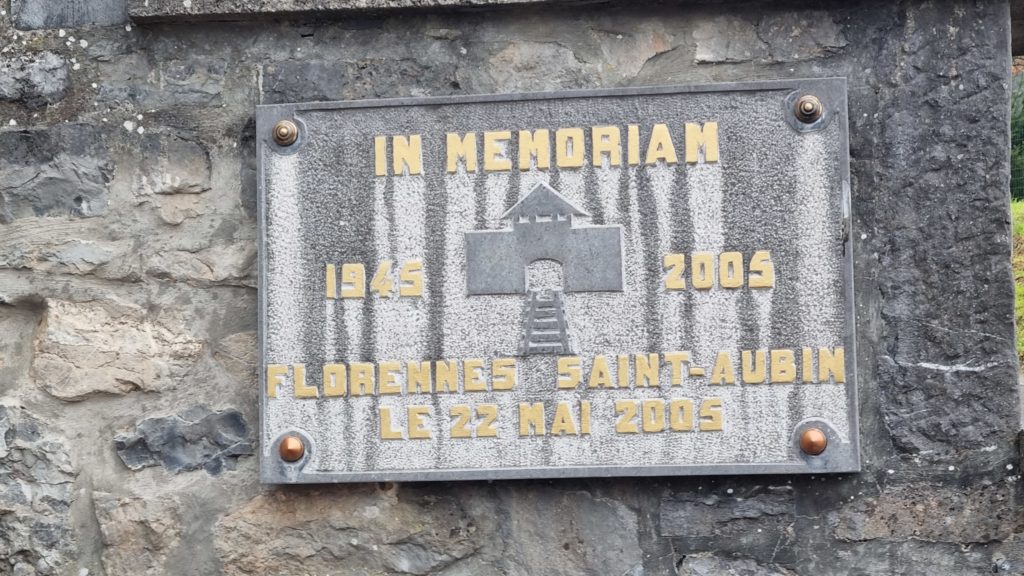 IN MEMORIAM
1945 2005
FLORENNES SAINT-AUBIN
LE 22 MAI 2005